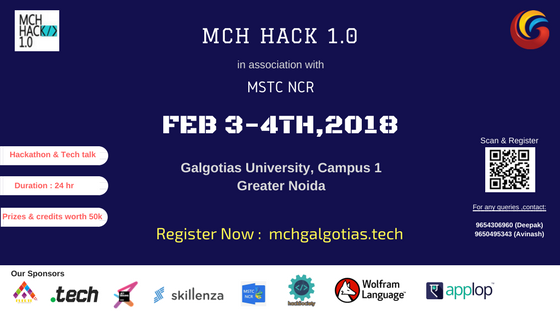 MCH
HACK</>
1.0
MCH HACK 1.0
in association with
MSTC NCR
FEB 3-4TH,2018
Galgotias University, Campus 1
Greater Noida
Register Now : mchgalgotias.tech
Hackathon & Tech talk
Duration : 24 hr
Prizes & credits worth 50k
Scan & Register
For any queries ,contact:
9654306960 (Deepak)
9650495343 (Avinash)
Our Sponsors
.tech
skillenza
MSTC
NCR
hackSociety
Wolfram
Language
applop